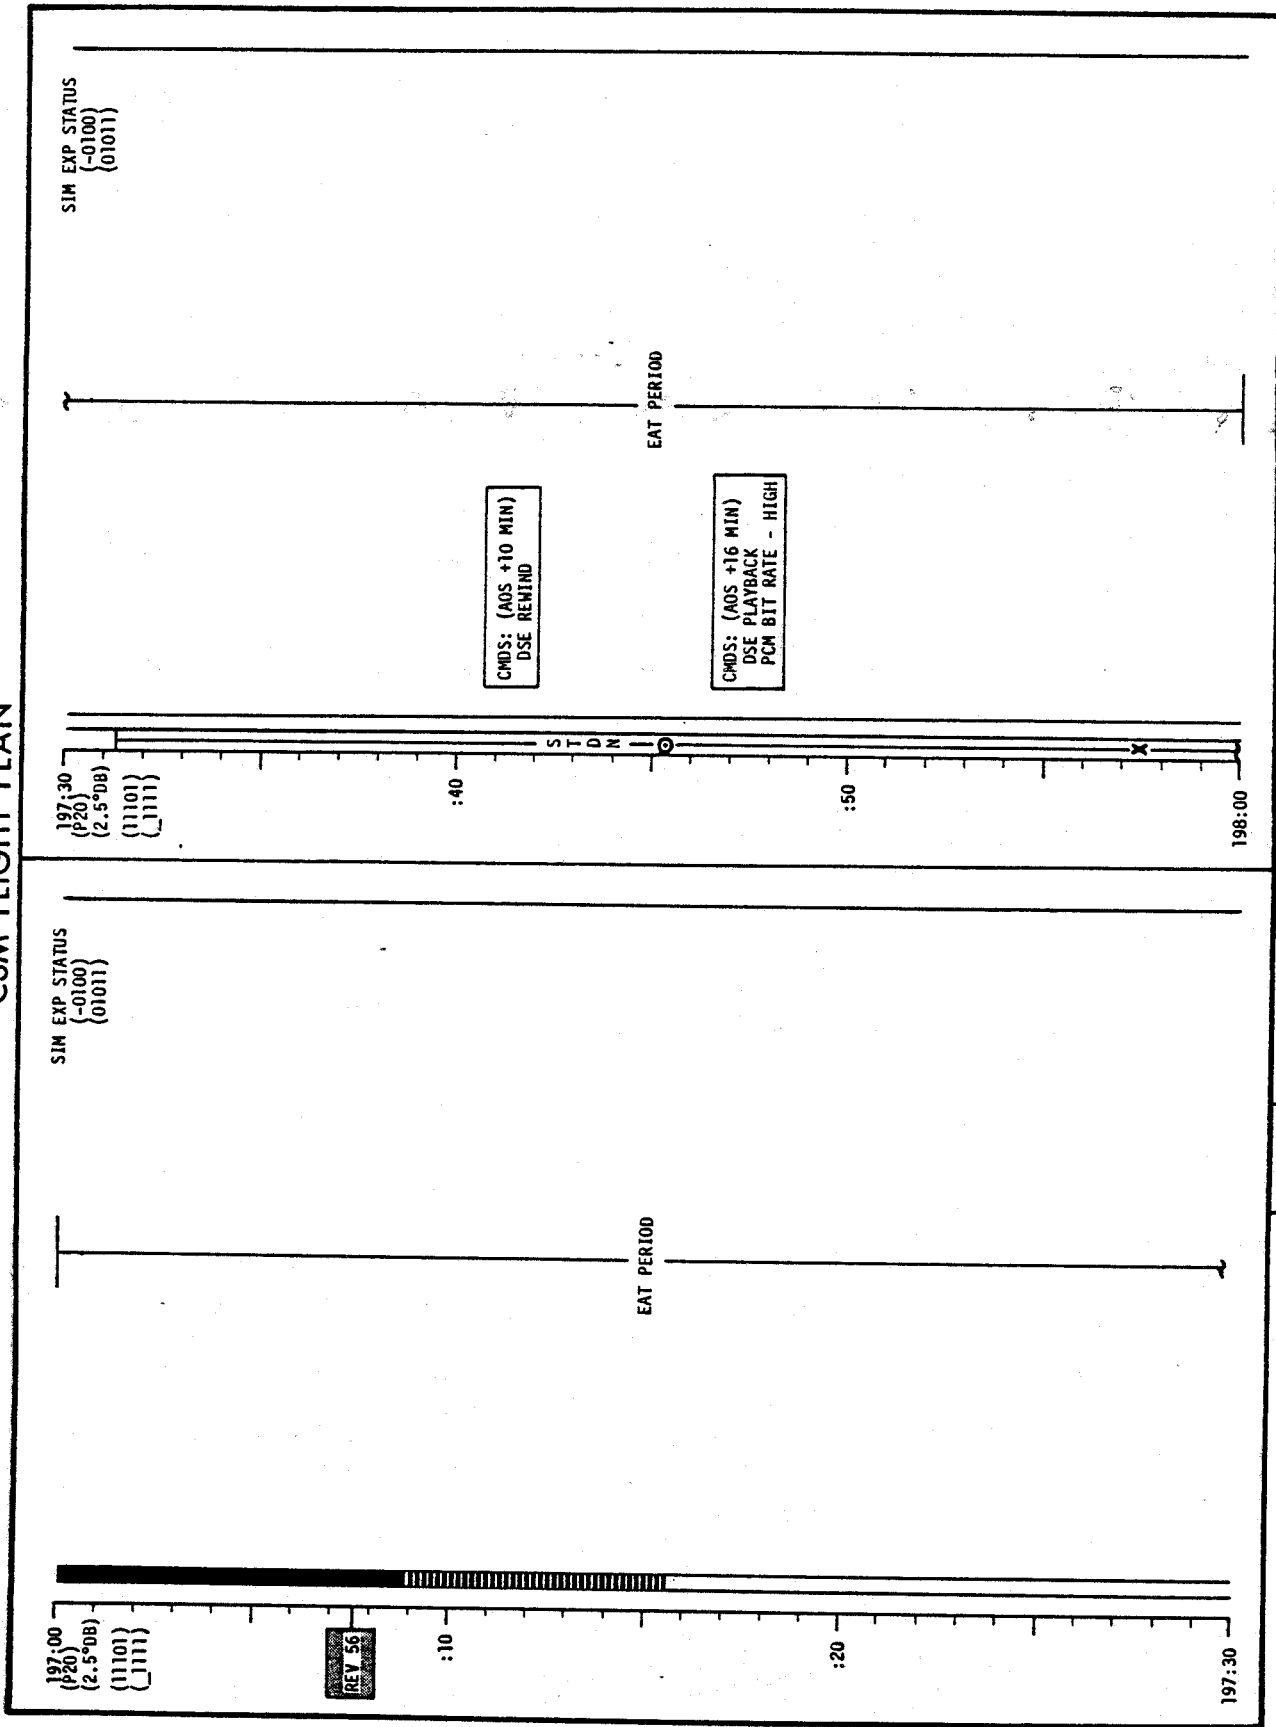 CSM FLIGHT PLAN
197:00
(P20)
(2.5°DB)
(11101)
(_1111)
SIM EXP STATUS
(-0100)
(01011)
REV 56
:10
EAT PERIOD
:20
197:30
197:30
(P20)
(2.5°DB)
(11101)
(_1111)
SIM EXP STATUS
(-0100)
(01011)
:40
CMDS: (AOS +10 MIN)
DSE REWIND
STDN
EAT PERIOD
CMDS: (AOS +16 MIN)
DSE PLAYBACK
PCM BIT RATE - HIGH
:50
X
198:00